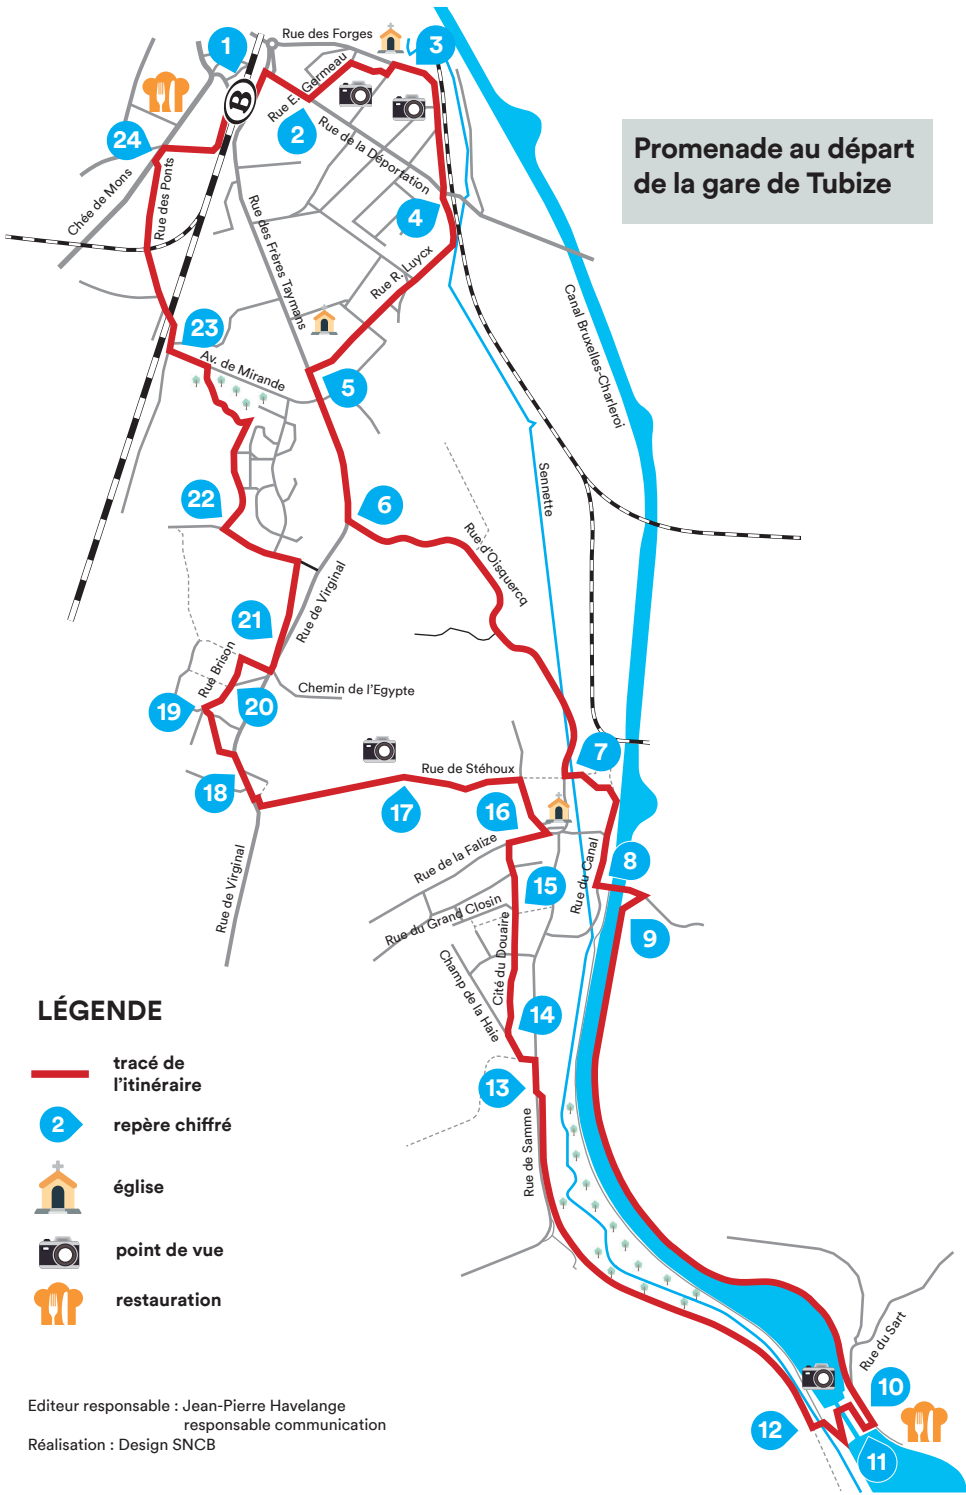 Promenade au départ
de la gare de Tubize
1
Rue des Forges
3
B
Rue E. Germeau
2
Rue de la Déportation
24
Chée de Mons
Rue des Ponts
4
Rue des Frères Taymans
Rue R. Luycx
Canal Bruxelles-Charleroi
23
Av. de Mirande
5
22
6
Sennette
Rue d'Oisquercq
Rue de Virginal
21
Rue Brison
Chemin de l'Egypte
19
20
7
Rue de Stéhoux
18
17
16
Rue de la Falize
Rue du Canal
8
15
Rue de Virginal
Rue du Grand Closin
Cité du Douaire
9
Champ de la Haie
14
13
Rue de Samme
Rue du Sart
10
12
11
LÉGENDE
tracé de
l'itinéraire
2
repère chiffré
église
point de vue
restauration
Editeur responsable : Jean-Pierre Havelange
responsable communication
Réalisation : Design SNCB